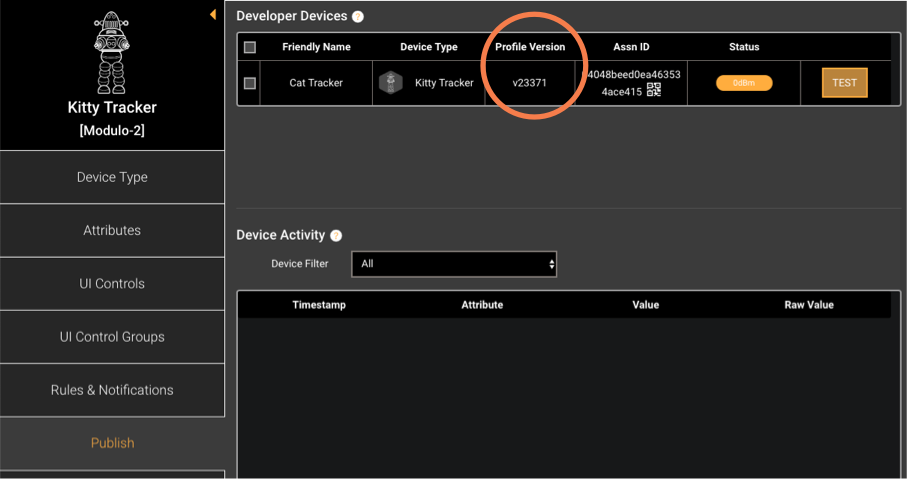 Kitty Tracker
[Modulo-2]
Device Type
Attributes
UI Controls
UI Control Groups
Rules & Notifications
Publish
Developer Devices ?
Friendly Name Device Type Profile Version Assn ID Status
Cat Tracker Kitty Tracker v23371 4048beed0ea46353 0dBm TEST
4ace415
Device Activity ?
Device Filter All
Timestamp Attribute Value Raw Value